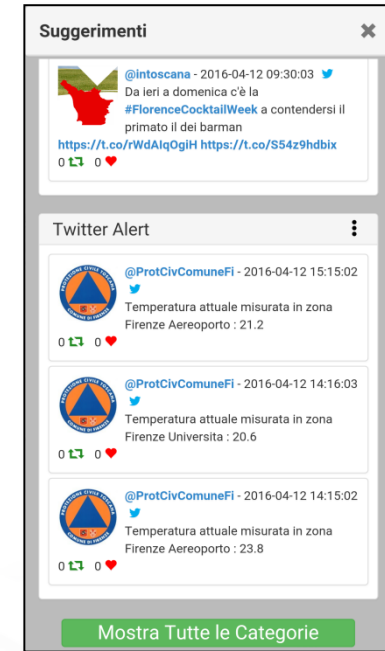 Suggerimenti
@intoscana - 2016-04-12 09:30:03
Da ieri a domenica c'è la
#FlorenceCocktailWeek a contendersi il
primato il dei barman
https://t.co/rWdAlqOgiH https://t.co/S54z9hdbix
0 0
Twitter Alert
@ProtCivComuneFi - 2016-04-12 15:15:02
Temperatura attuale misurata in zona
Firenze Aereoporto : 21.2
0 0
@ProtCivComuneFi - 2016-04-12 14:16:03
Temperatura attuale misurata in zona
Firenze Universita : 20.6
0 0
@ProtCivComuneFi - 2016-04-12 14:15:02
Temperatura attuale misurata in zona
Firenze Aereoporto : 23.8
0 0
Mostra Tutte le Categorie